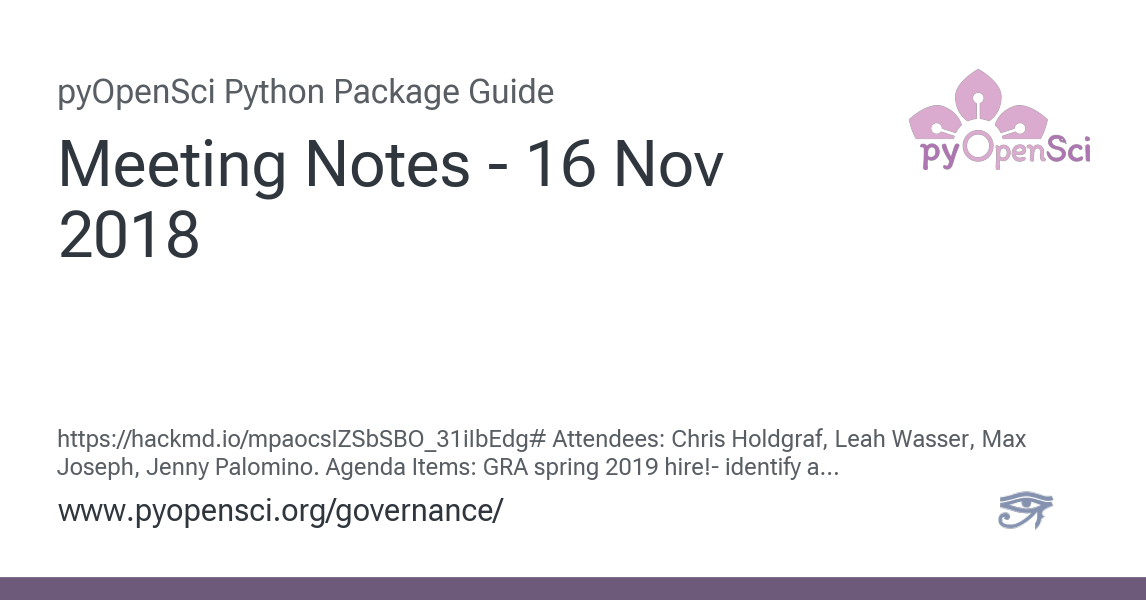 pyOpenSci Python Package Guide
Meeting Notes - 16 Nov
2018
pyOpenSci
https://hackmd.io/mpaocsIZSbSBO_31iIbEdg# Attendees: Chris Holdgraf, Leah Wasser, Max
Joseph, Jenny Palomino. Agenda Items: GRA spring 2019 hire!- identify a...
www.pyopensci.org/governance/